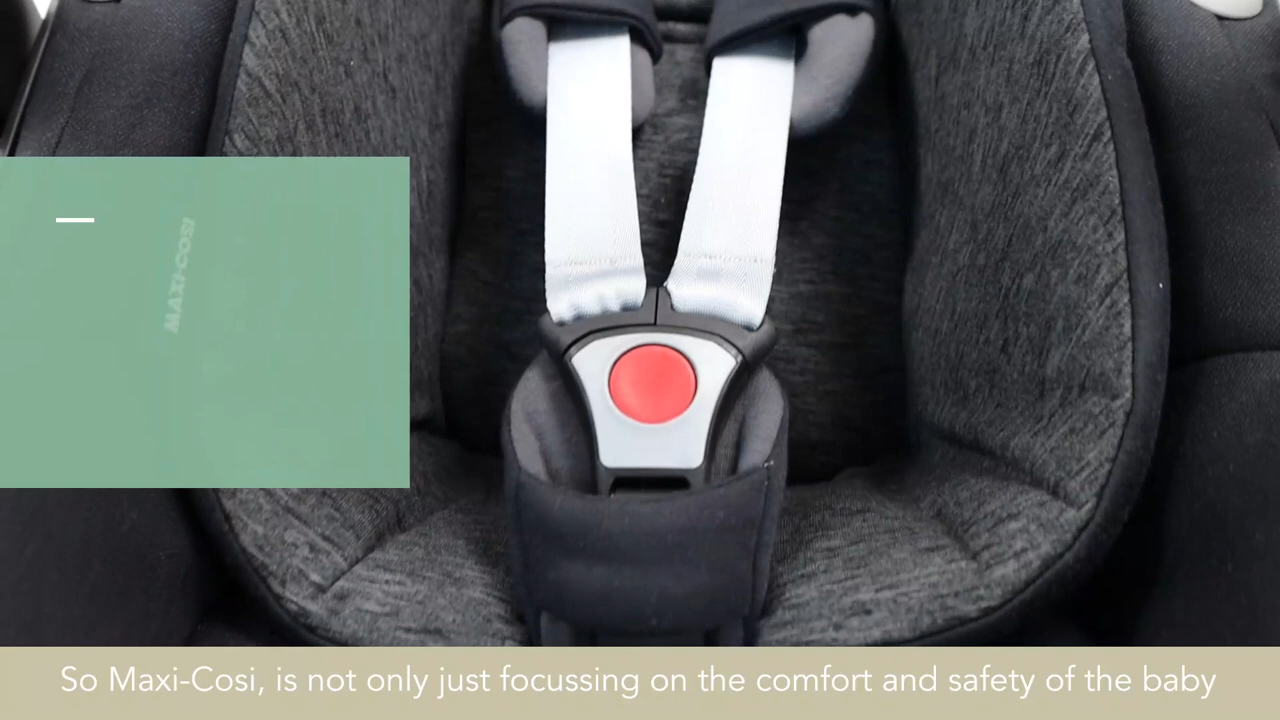 MAXI-COSI
So Maxi-Cosi, is not only just focussing on the comfort and safety of the baby